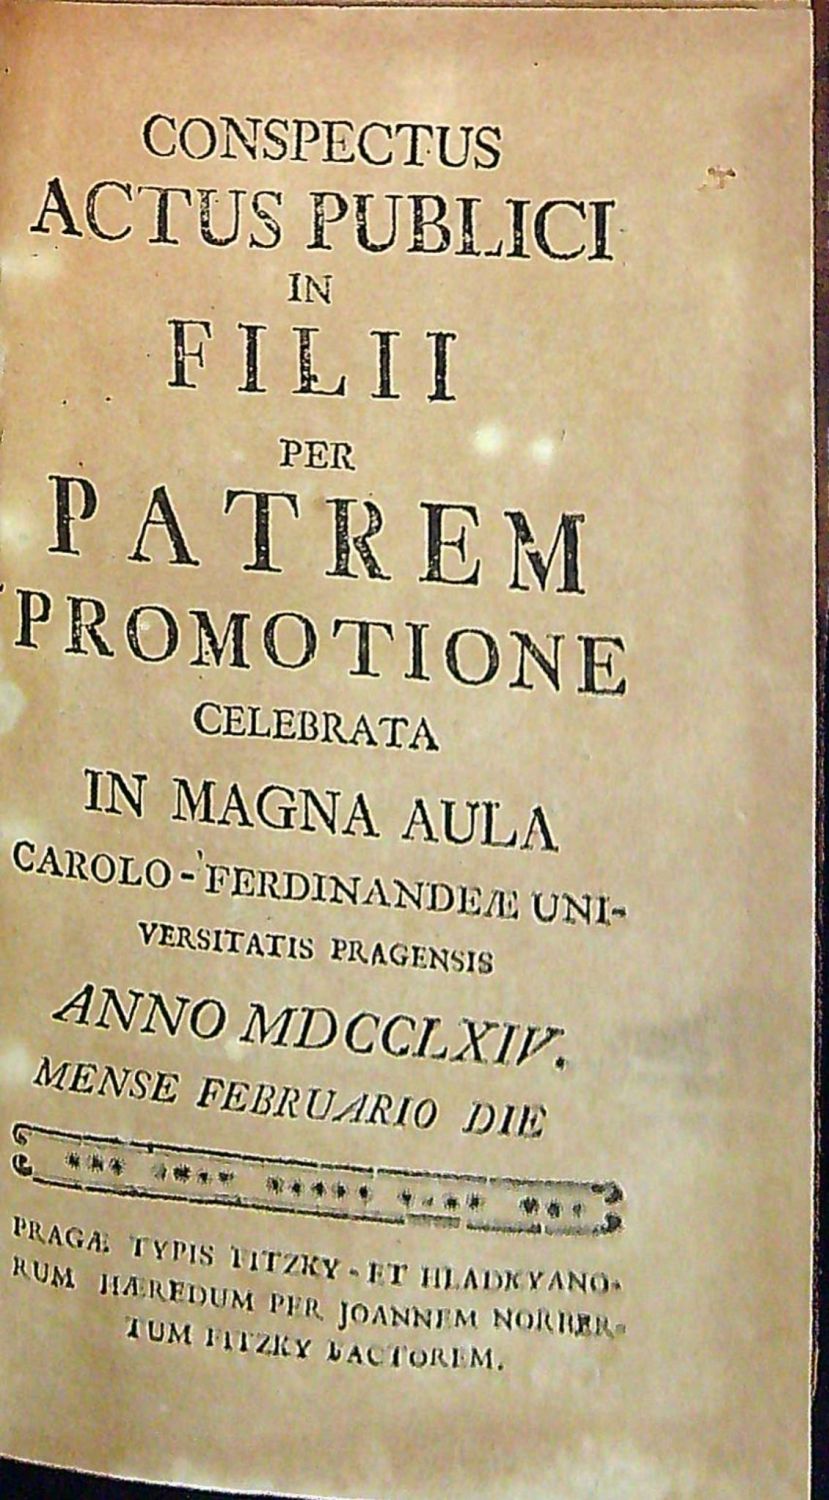 CONSPECTUS
ACTUS PUBLICI
IN
FILII
PER
PATREM
PROMOTIONE
CELEBRATA
IN MAGNA AULA
CAROLO-FERDINANDEÆ UNI-
VERSITATIS PRAGENSIS
ANNO MDCCLXIV.
MENSE FEBRUARIO DIE
PRAGÆ TYPIS FITZKY-ET HLADKYANO-
RUM HÆREDUM PER JOANNEM NORBER-
TUM FITZKY FACTOREM.